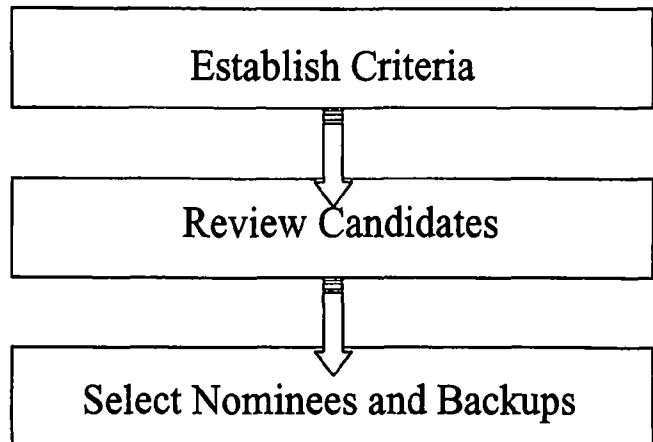 Establish Criteria
Review Candidates
Select Nominees and Backups